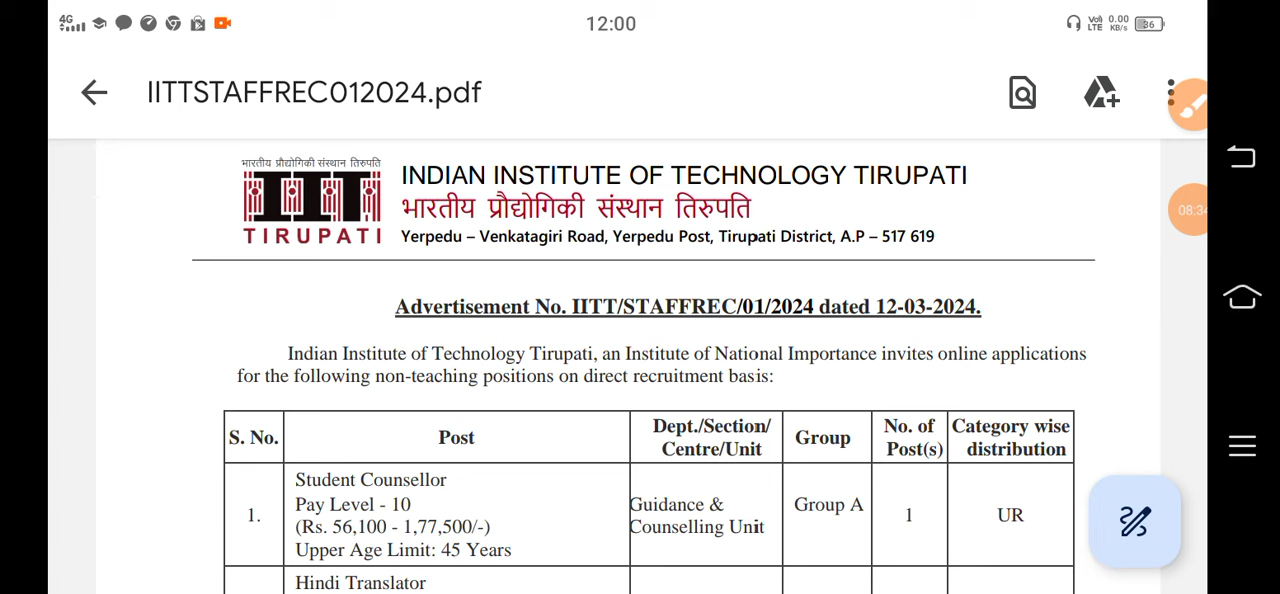 4G 12:00 Vo) LTE 0.00 KB/s 36
IITTSTAFFREC012024.pdf
भारतीय प्रौद्योगिकी संस्थान तिरुपति
TIRUPATI
INDIAN INSTITUTE OF TECHNOLOGY TIRUPATI
भारतीय प्रौद्योगिकी संस्थान तिरुपति
Yerpedu – Venkatagiri Road, Yerpedu Post, Tirupati District, A.P – 517 619
08:34
Advertisement No. IITT/STAFFREC/01/2024 dated 12-03-2024.
Indian Institute of Technology Tirupati, an Institute of National Importance invites online applications
for the following non-teaching positions on direct recruitment basis:
S. No. Post Dept./Section/ Centre/Unit Group No. of Post(s) Category wise distribution
1. Student Counsellor
Pay Level - 10
(Rs. 56,100 - 1,77,500/-)
Upper Age Limit: 45 Years
Guidance &
Counselling Unit
Group A
1
UR
Hindi Translator